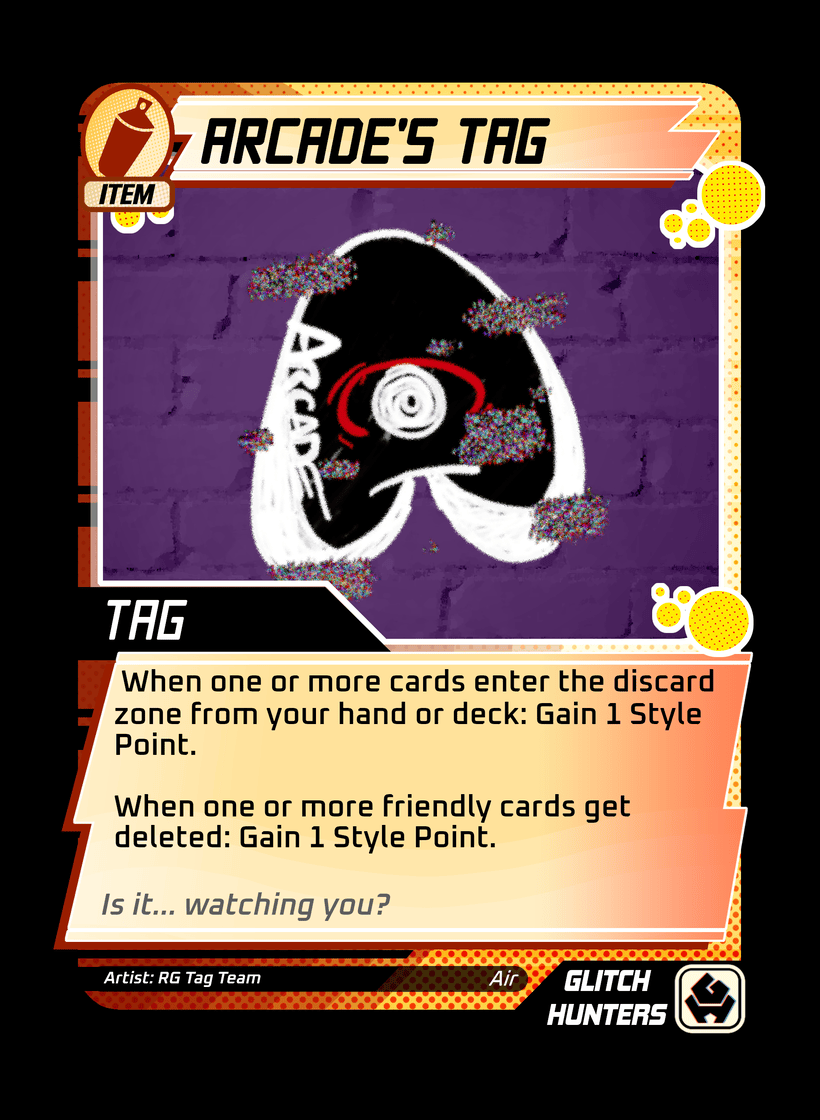 ARCADE'S TAG
ITEM
ARCADE
TAG
When one or more cards enter the discard
zone from your hand or deck: Gain 1 Style
Point.
When one or more friendly cards get
deleted: Gain 1 Style Point.
Is it... watching you?
Artist: RG Tag Team
Air
GLITCH
HUNTERS